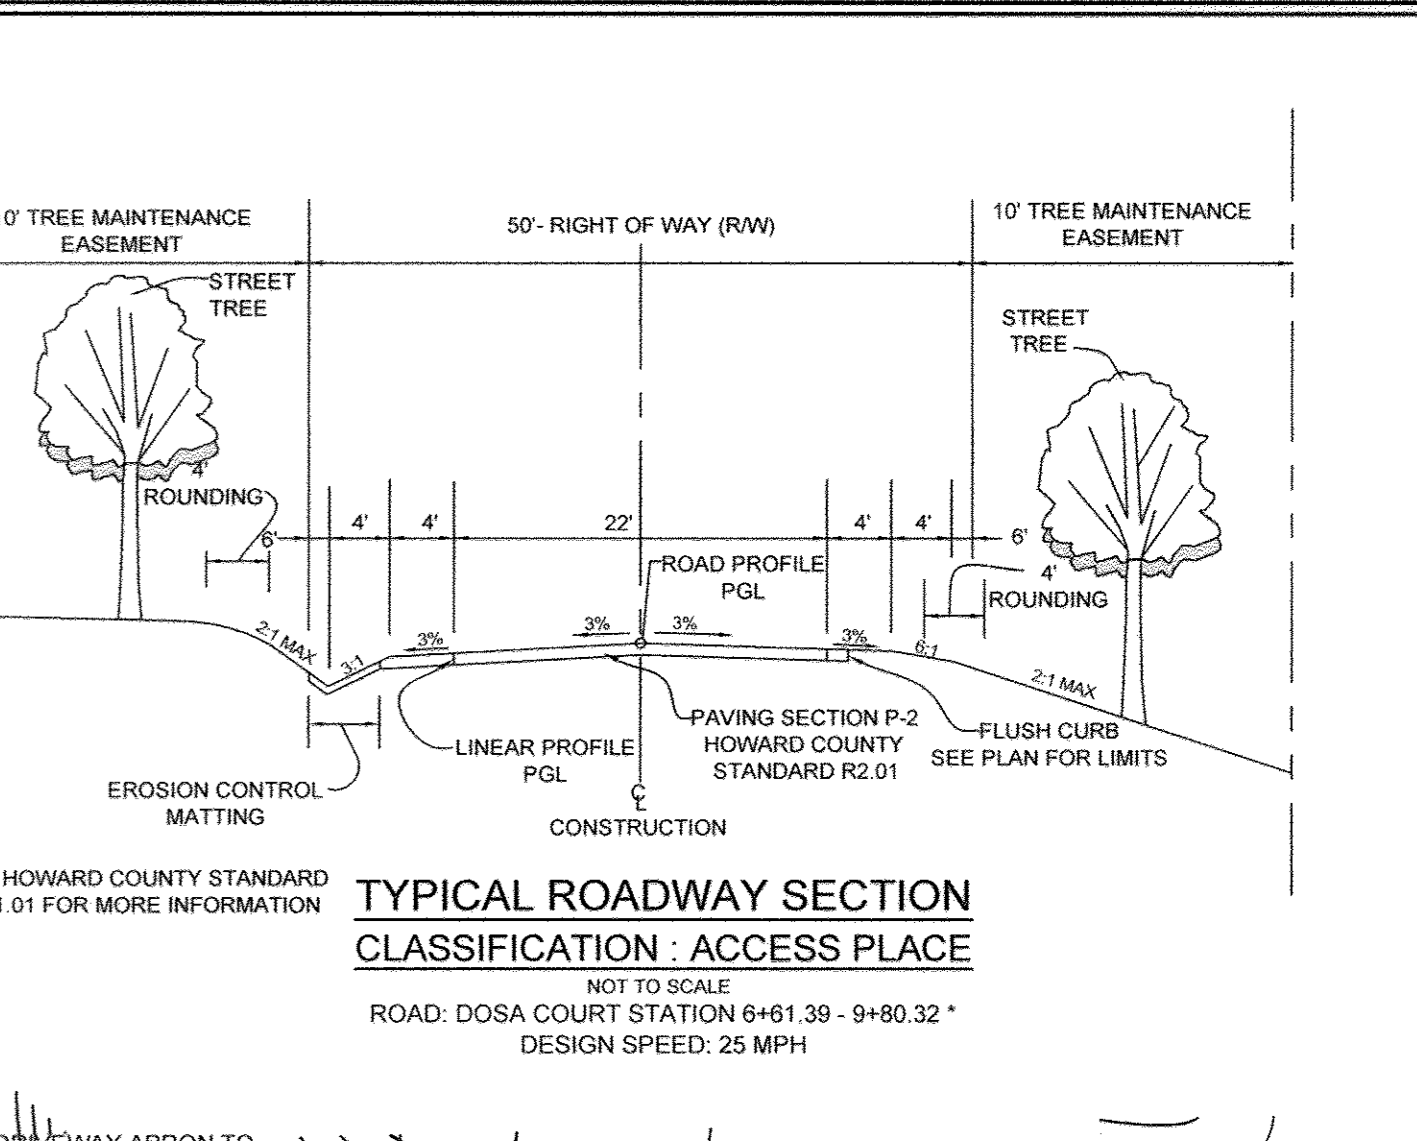 0' TREE MAINTENANCE
EASEMENT
50'- RIGHT OF WAY (R/W)
10' TREE MAINTENANCE
EASEMENT
STREET
TREE
STREET
TREE
4'
ROUNDING
6'
4'
4'
22'
4'
4'
6'
4'
ROUNDING
ROAD PROFILE
PGL
2:1 MAX
3:1
3%
3%
3%
3%
6:1
2:1 MAX
LINEAR PROFILE
PGL
PAVING SECTION P-2
HOWARD COUNTY
STANDARD R2.01
FLUSH CURB
SEE PLAN FOR LIMITS
EROSION CONTROL
MATTING
CL
CONSTRUCTION
HOWARD COUNTY STANDARD
.01 FOR MORE INFORMATION
TYPICAL ROADWAY SECTION
CLASSIFICATION : ACCESS PLACE
NOT TO SCALE
ROAD: DOSA COURT STATION 6+61.39 - 9+80.32 *
DESIGN SPEED: 25 MPH
APRON TO